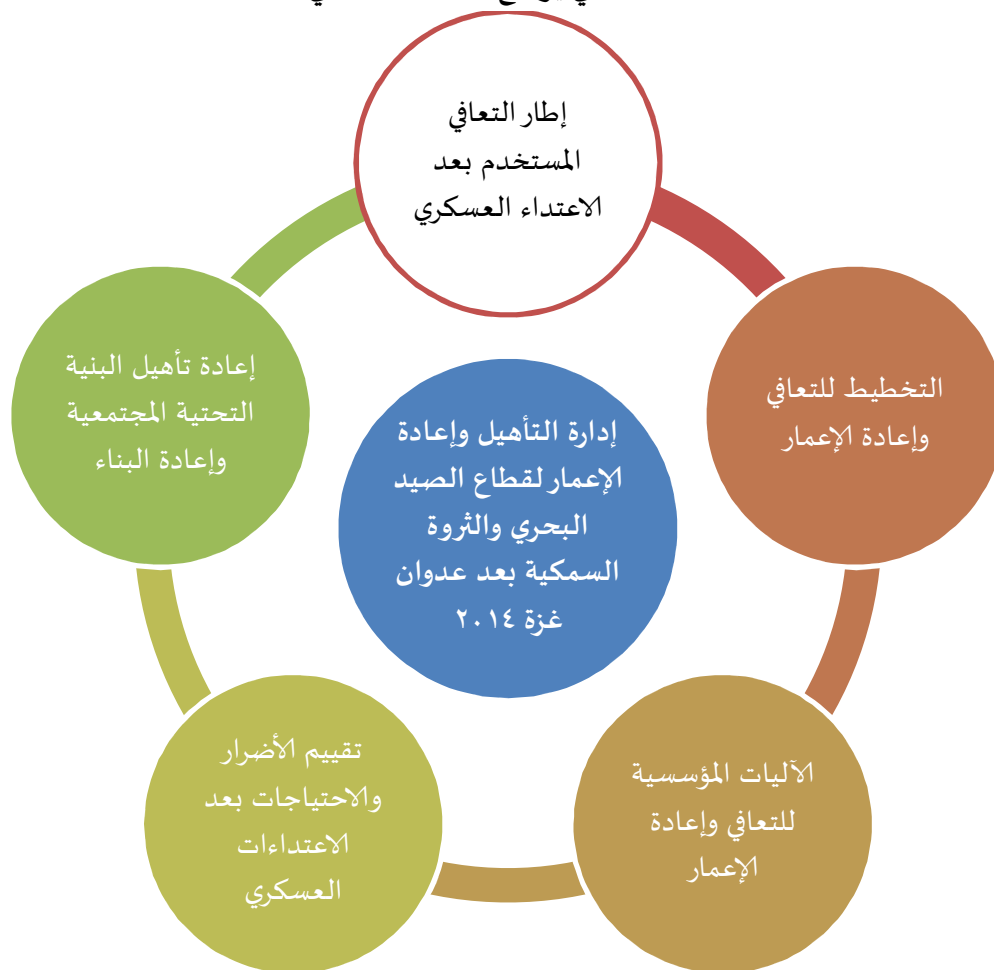 إطار التعافي
المستخدم بعد
الاعتداء العسكري
التخطيط للتعافي
وإعادة الإعمار
الآليات المؤسسية
للتعافي وإعادة
الإعمار
تقييم الأضرار
والاحتياجات بعد
الاعتداءات
العسكري
إعادة تأهيل البنية
التحتية المجتمعية
وإعادة البناء
إدارة التأهيل وإعادة
الإعمار لقطاع الصيد
البحري والثروة
السمكية بعد عدوان
غزة ٢٠١٤